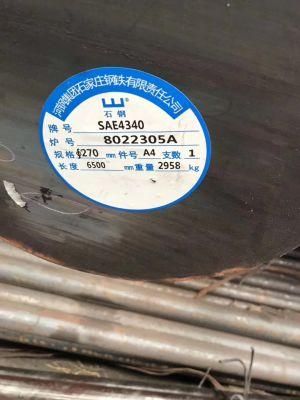 河钢集团石家庄钢铁有限责任公司
石钢
牌号 SAE4340
炉号 8022305A
规格 ϕ270 mm 件号 A4 支数 1
长度 6500 mm 重量 2958 kg